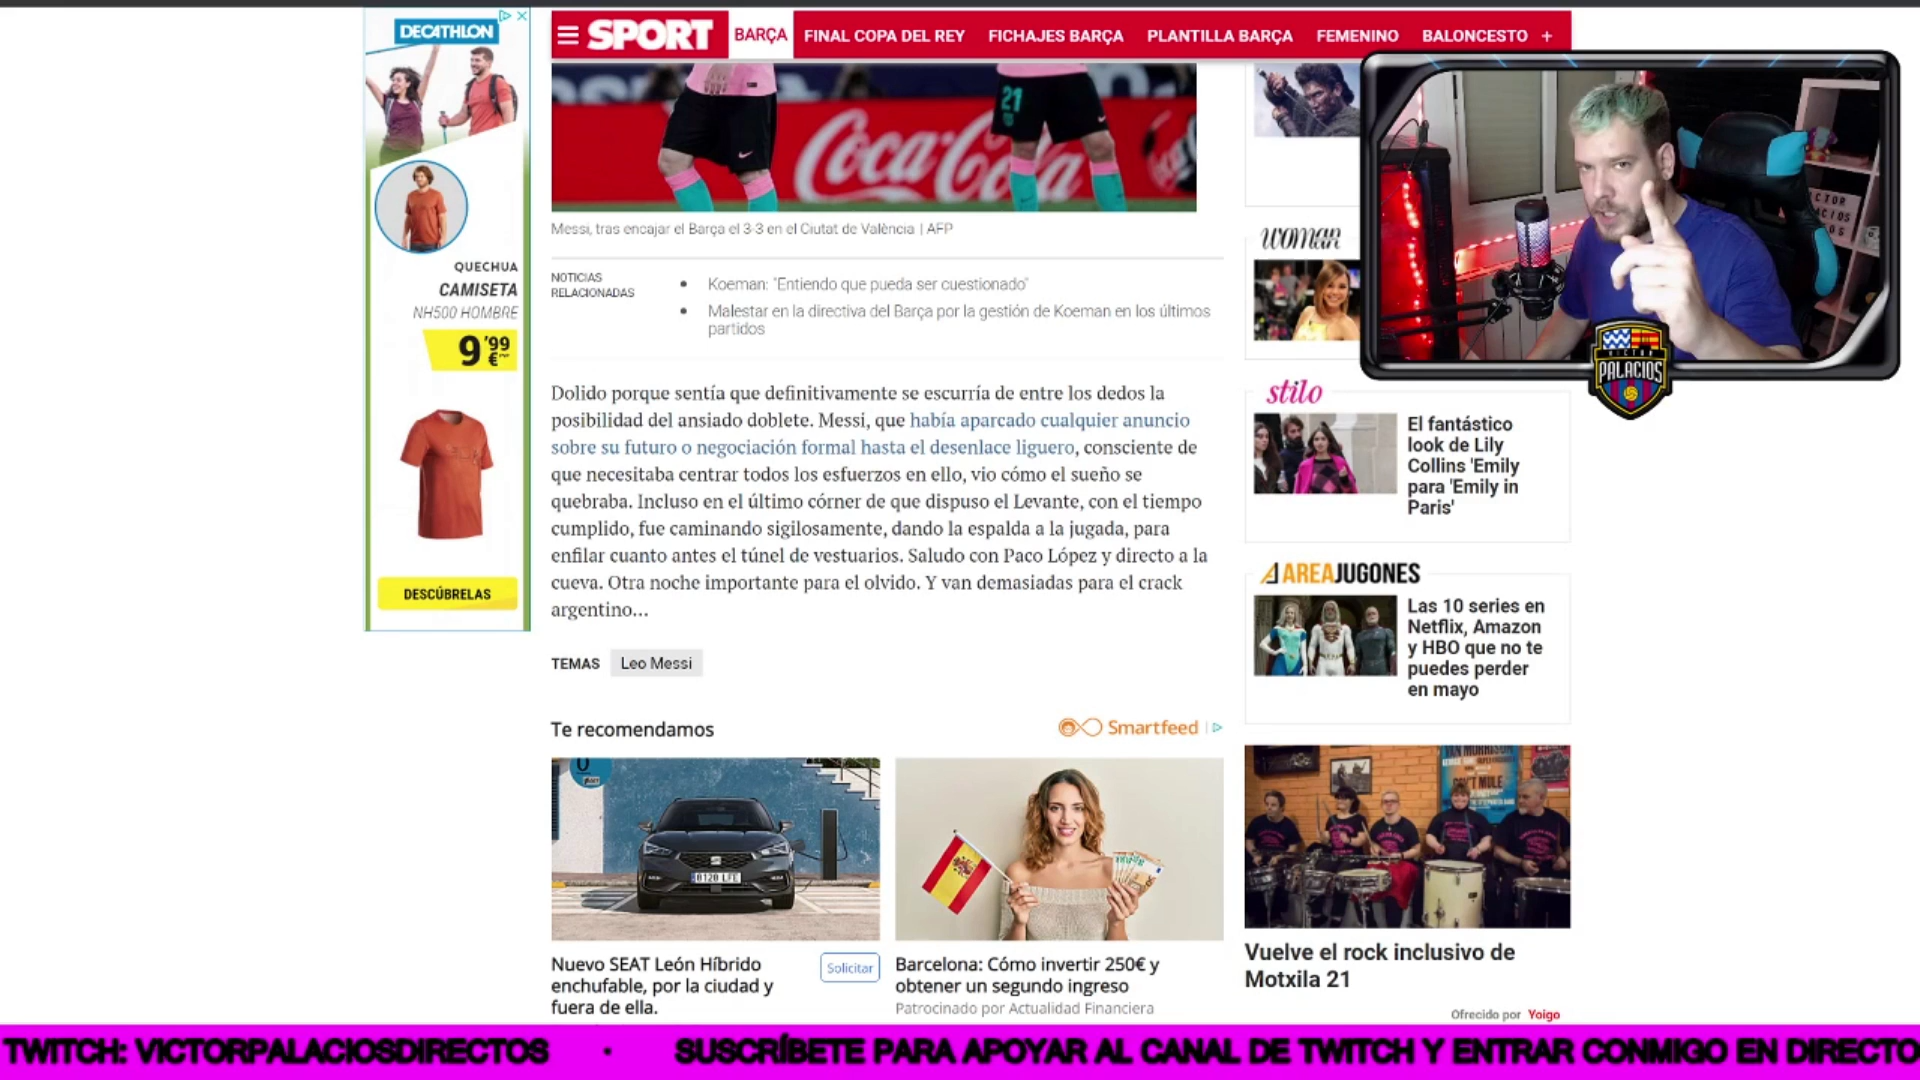 DECATHLON
QUECHUA
CAMISETA
NH500 HOMBRE
9'99
€
DESCÚBRELAS
SPORT
BARÇA
FINAL COPA DEL REY
FICHAJES BARÇA
PLANTILLA BARÇA
FEMENINO
BALONCESTO +
21
Coca-Cola
Messi, tras encajar el Barça el 3-3 en el Ciutat de València | AFP
NOTICIAS
RELACIONADAS
• Koeman: "Entiendo que pueda ser cuestionado"
• Malestar en la directiva del Barça por la gestión de Koeman en los últimos
partidos
Dolido porque sentía que definitivamente se escurría de entre los dedos la
posibilidad del ansiado doblete. Messi, que había aparcado cualquier anuncio
sobre su futuro o negociación formal hasta el desenlace liguero, consciente de
que necesitaba centrar todos los esfuerzos en ello, vio cómo el sueño se
quebraba. Incluso en el último córner de que dispuso el Levante, con el tiempo
cumplido, fue caminando sigilosamente, dando la espalda a la jugada, para
enfilar cuanto antes el túnel de vestuarios. Saludo con Paco López y directo a la
cueva. Otra noche importante para el olvido. Y van demasiadas para el crack
argentino...
TEMAS
Leo Messi
Te recomendamos
Smartfeed
0120 LFE
Nuevo SEAT León Híbrido
enchufable, por la ciudad y
fuera de ella.
Solicitar
Barcelona: Cómo invertir 250€ y
obtener un segundo ingreso
Patrocinado por Actualidad Financiera
woman
stilo
El fantástico
look de Lily
Collins 'Emily
para 'Emily in
Paris'
AREAJUGONES
Las 10 series en
Netflix, Amazon
y HBO que no te
puedes perder
en mayo
VAN MORRISON
GOV'T MULE
Vuelve el rock inclusivo de
Motxila 21
Ofrecido por Yoigo
VICTOR
PALACIOS
TWITCH: VICTORPALACIOSDIRECTOS • SUSCRÍBETE PARA APOYAR AL CANAL DE TWITCH Y ENTRAR CONMIGO EN DIRECTO